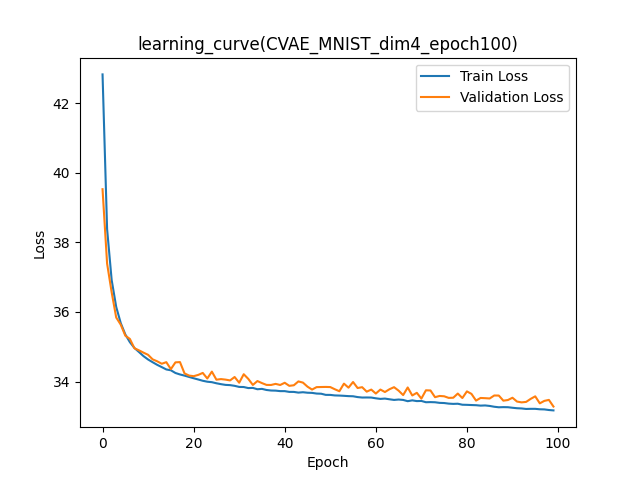 learning_curve(CVAE_MNIST_dim4_epoch100)
Train Loss
Validation Loss
42
40
38
36
34
Loss
0 20 40 60 80 100
Epoch